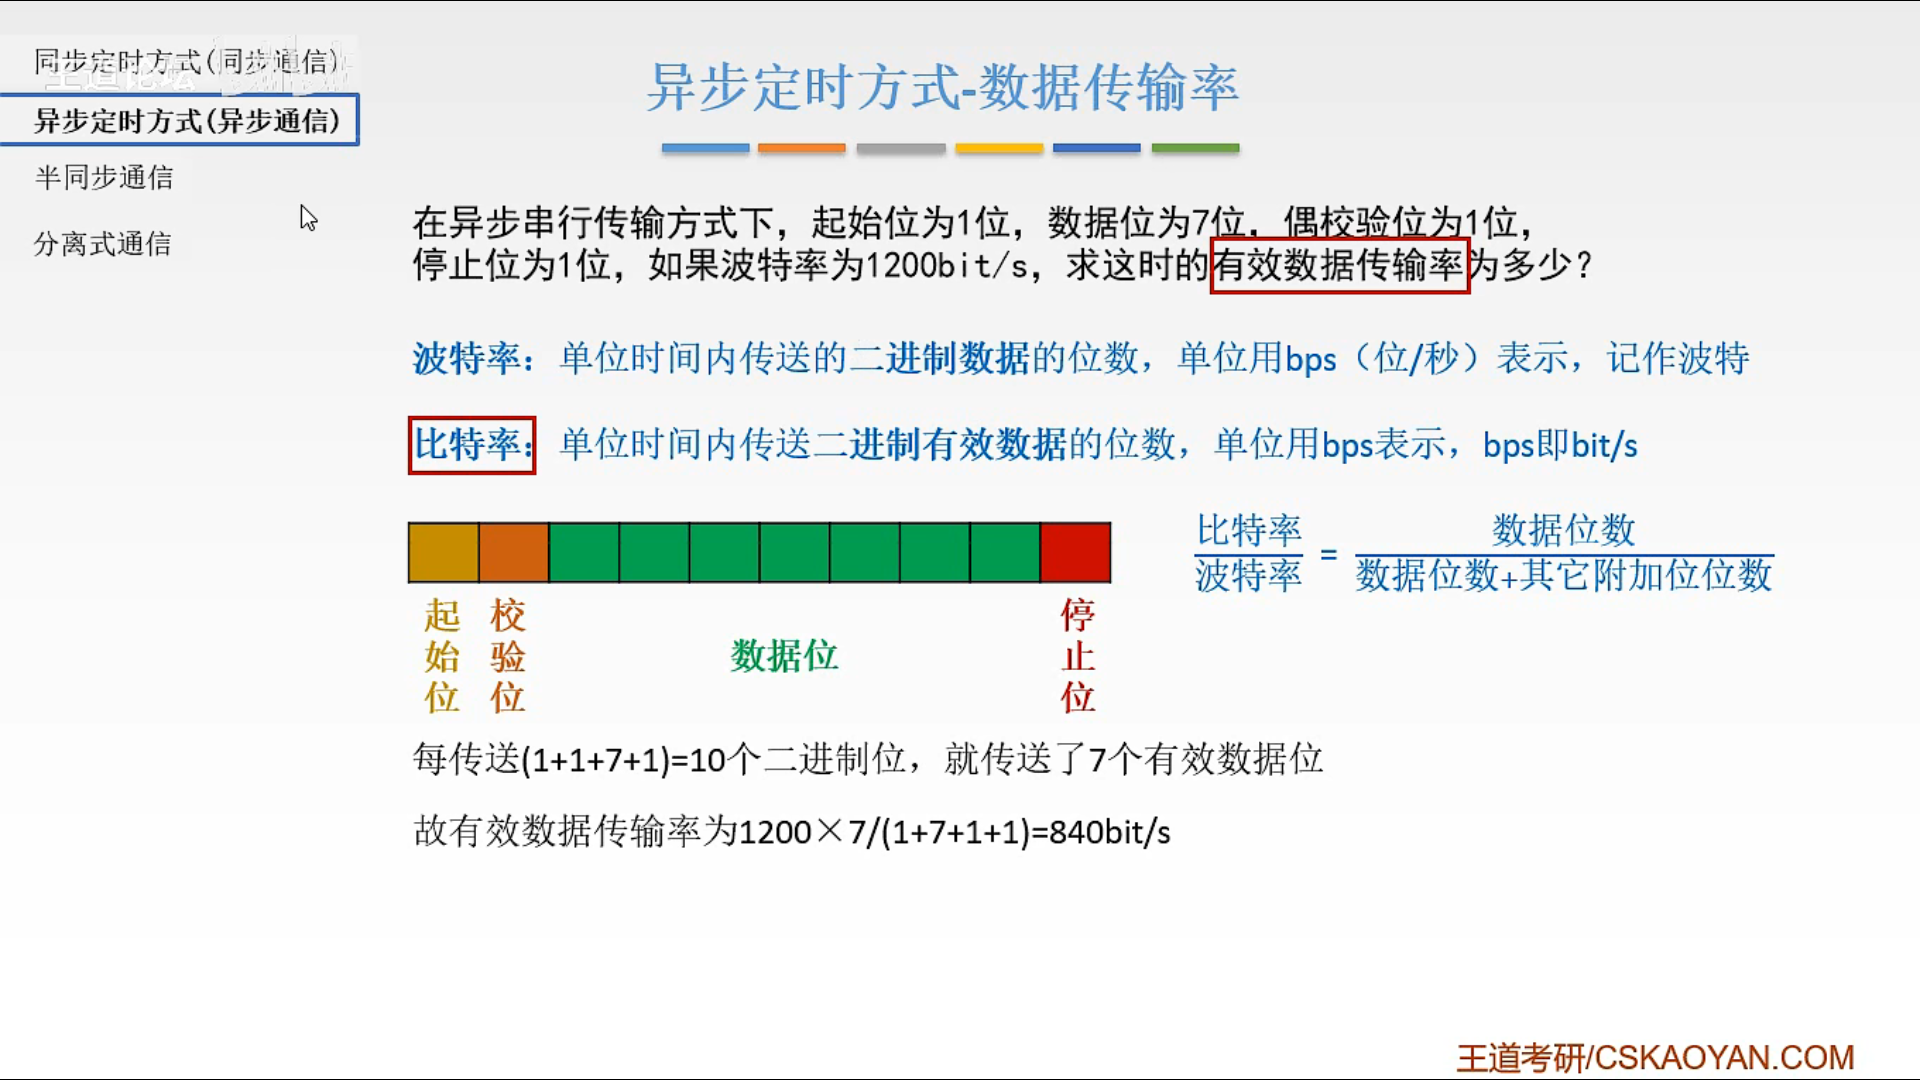 同步定时方式(同步通信)
王道论坛
异步定时方式(异步通信)
半同步通信
分离式通信
异步定时方式-数据传输率
在异步串行传输方式下，起始位为1位，数据位为7位，偶校验位为1位，
停止位为1位，如果波特率为1200bit/s，求这时的有效数据传输率为多少？
波特率：单位时间内传送的二进制数据的位数，单位用bps（位/秒）表示，记作波特
比特率：单位时间内传送二进制有效数据的位数，单位用bps表示，bps即bit/s
比特率
波特率
=
数据位数
数据位数+其它附加位位数
起始位
校验位
数据位
停止位
每传送(1+1+7+1)=10个二进制位，就传送了7个有效数据位
故有效数据传输率为1200×7/(1+7+1+1)=840bit/s
王道考研/CSKAOYAN.COM